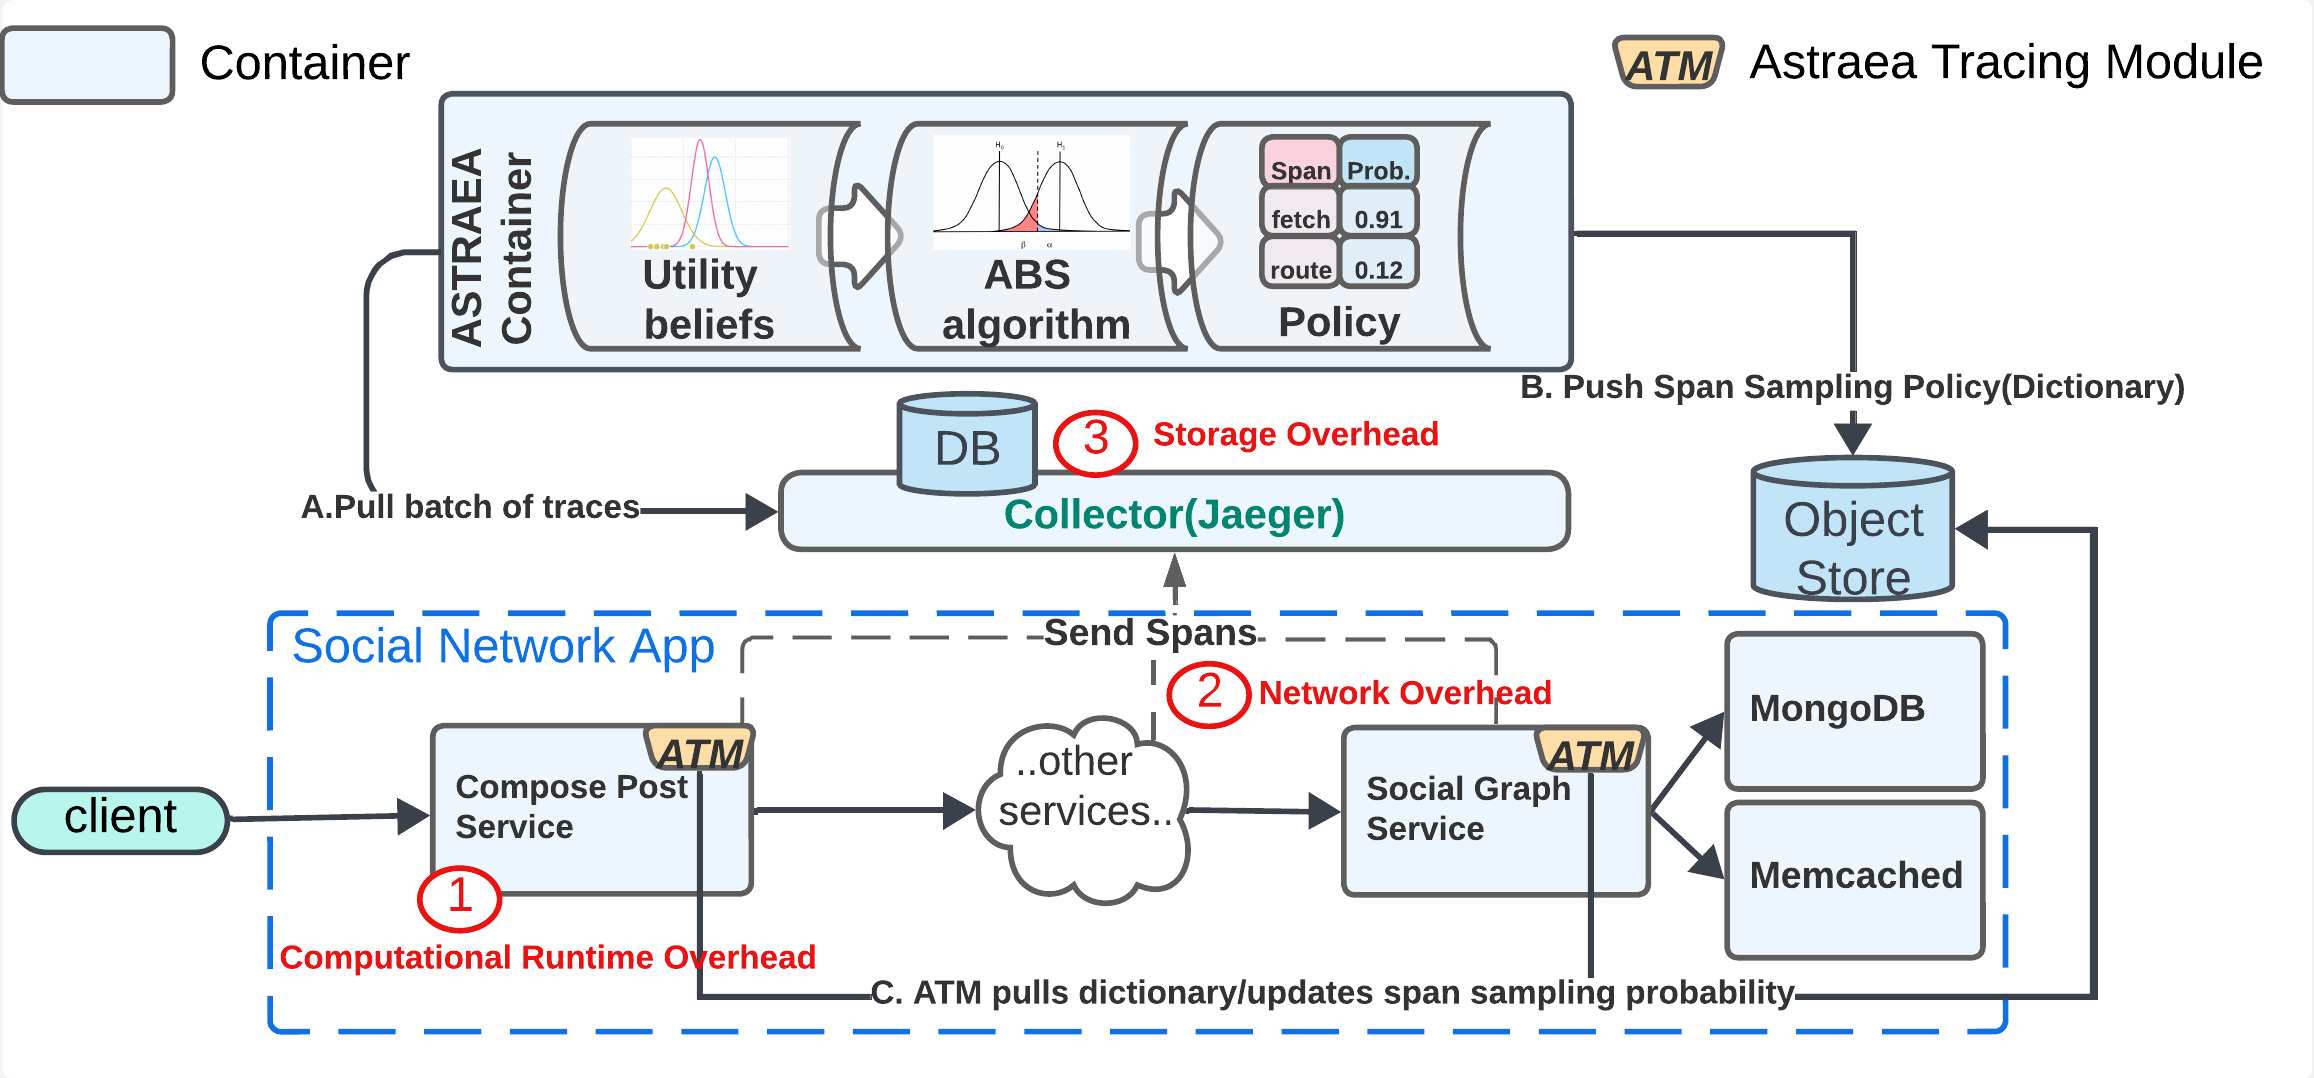 Container
ATM Astraea Tracing Module
ASTRAEA
Container
Utility
beliefs
H0 H1
β α
ABS
algorithm
Span Prob.
fetch 0.91
route 0.12
Policy
B. Push Span Sampling Policy(Dictionary)
DB
3 Storage Overhead
A.Pull batch of traces
Collector(Jaeger)
Object
Store
Social Network App
Send Spans
2 Network Overhead
client
ATM
Compose Post
Service
..other
services..
ATM
Social Graph
Service
MongoDB
Memcached
1
Computational Runtime Overhead
C. ATM pulls dictionary/updates span sampling probability